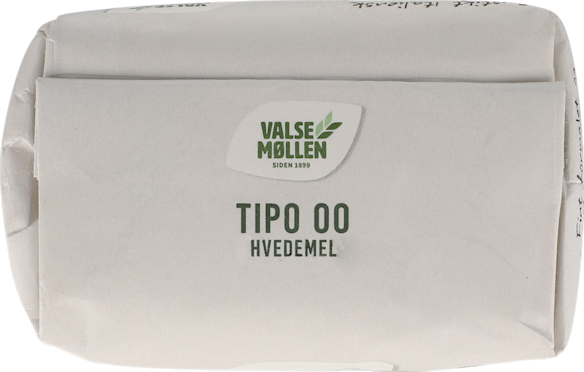 VALSE
MØLLEN
SIDEN 1899
TIPO 00
HVEDEMEL